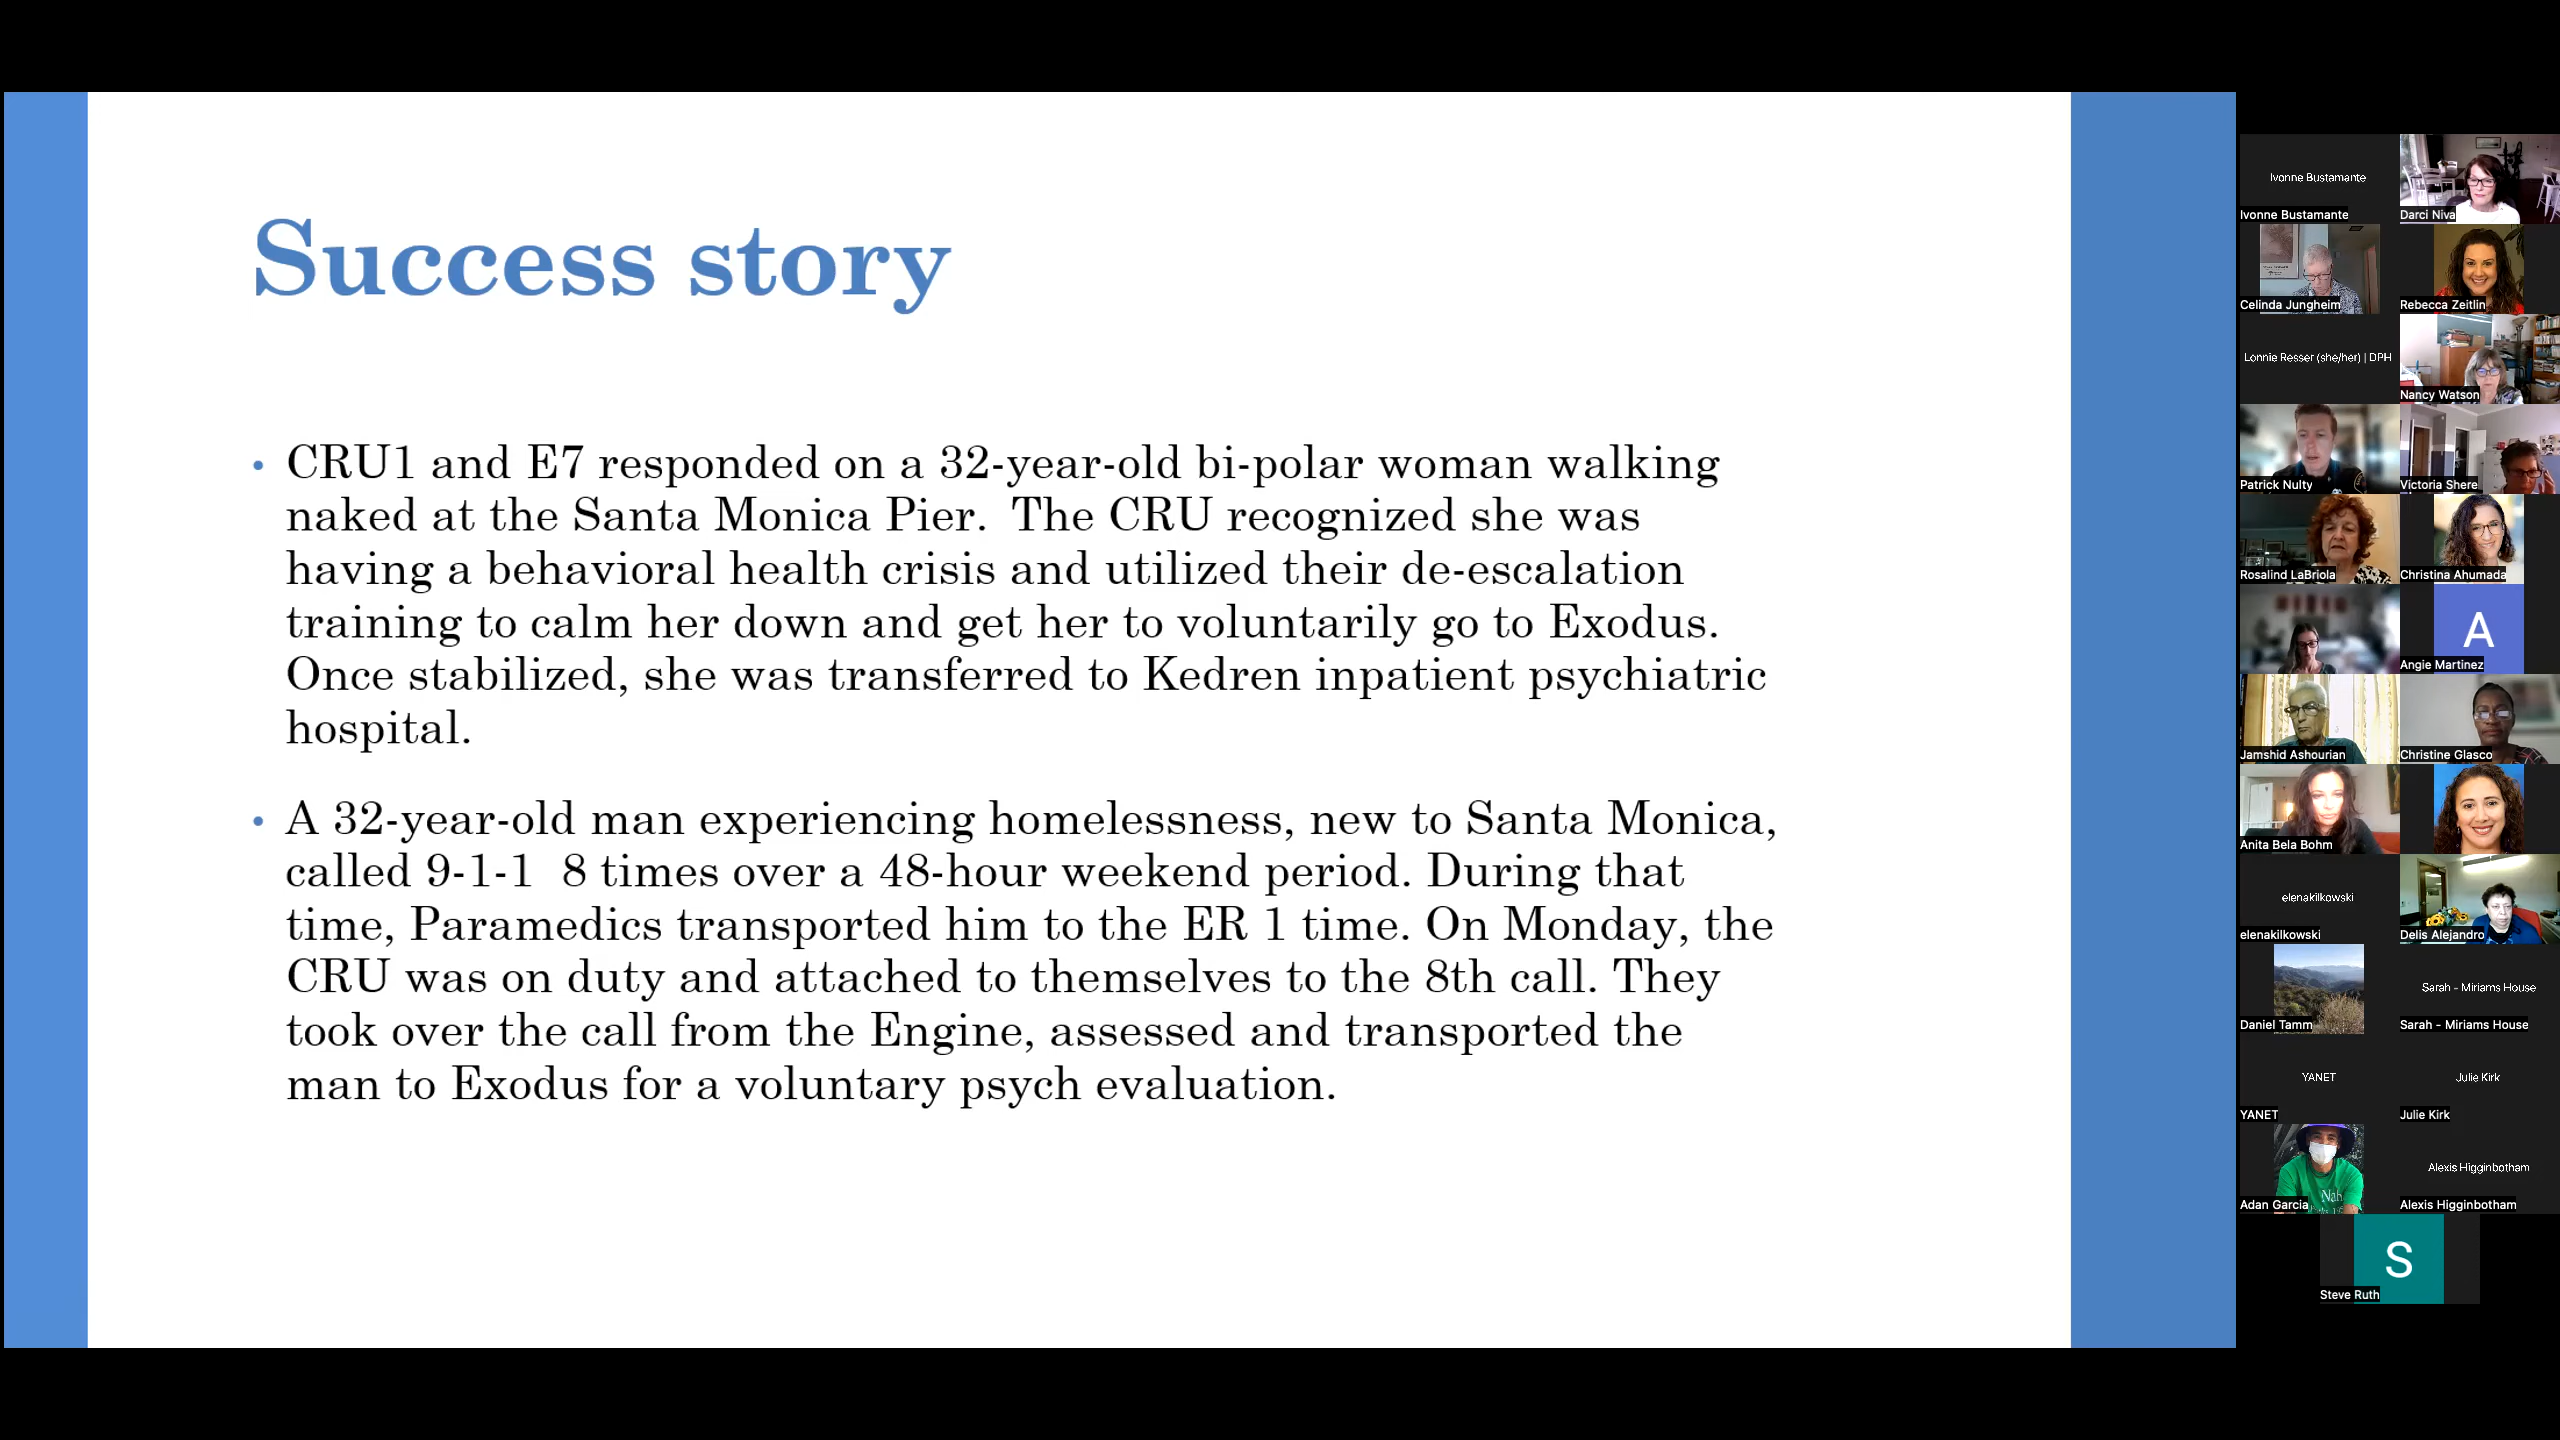 Success story
• CRU1 and E7 responded on a 32-year-old bi-polar woman walking
naked at the Santa Monica Pier.  The CRU recognized she was
having a behavioral health crisis and utilized their de-escalation
training to calm her down and get her to voluntarily go to Exodus.
Once stabilized, she was transferred to Kedren inpatient psychiatric
hospital.
• A 32-year-old man experiencing homelessness, new to Santa Monica,
called 9-1-1  8 times over a 48-hour weekend period. During that
time, Paramedics transported him to the ER 1 time. On Monday, the
CRU was on duty and attached to themselves to the 8th call. They
took over the call from the Engine, assessed and transported the
man to Exodus for a voluntary psych evaluation.
Ivonne Bustamante
Ivonne Bustamante
Darci Niva
Celinda Jungheim
Rebecca Zeitlin
Lonnie Resser (she/her) | DPH
Nancy Watson
Patrick Nulty
Victoria Shere
Rosalind LaBriola
Christina Ahumada
A
Angie Martinez
Jamshid Ashourian
Christine Glasco
Anita Bela Bohm
elenakilkowski
elenakilkowski
Delis Alejandro
Daniel Tamm
Sarah - Miriams House
Sarah - Miriams House
YANET
YANET
Julie Kirk
Julie Kirk
Nah
Adan Garcia
Alexis Higginbotham
Alexis Higginbotham
S
Steve Ruth